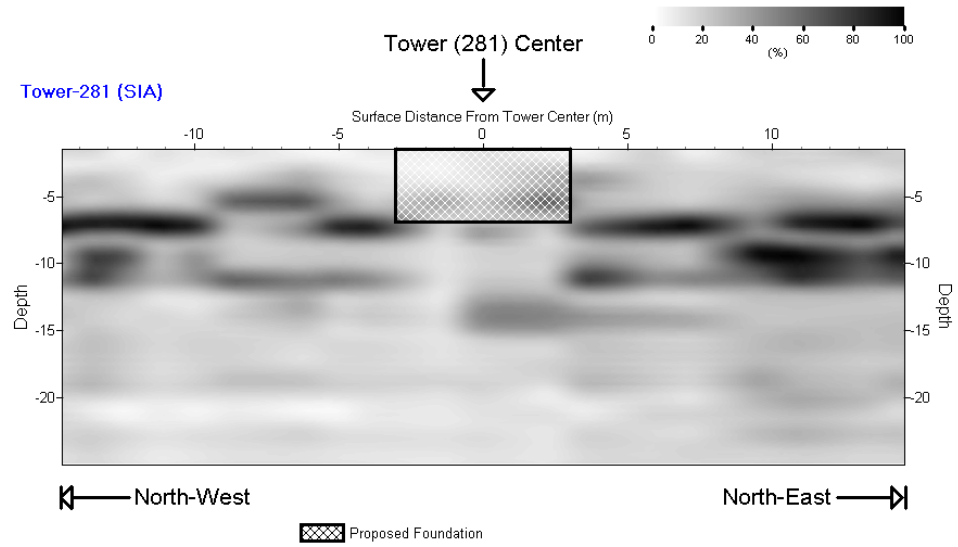 0 20 40 60 80 100
(%)
Tower (281) Center
Tower-281 (SIA)
Surface Distance From Tower Center (m)
-10 -5 0 5 10
-5 -5
-10 -10
-15 -15
-20 -20
Depth Depth
North-West North-East
Proposed Foundation